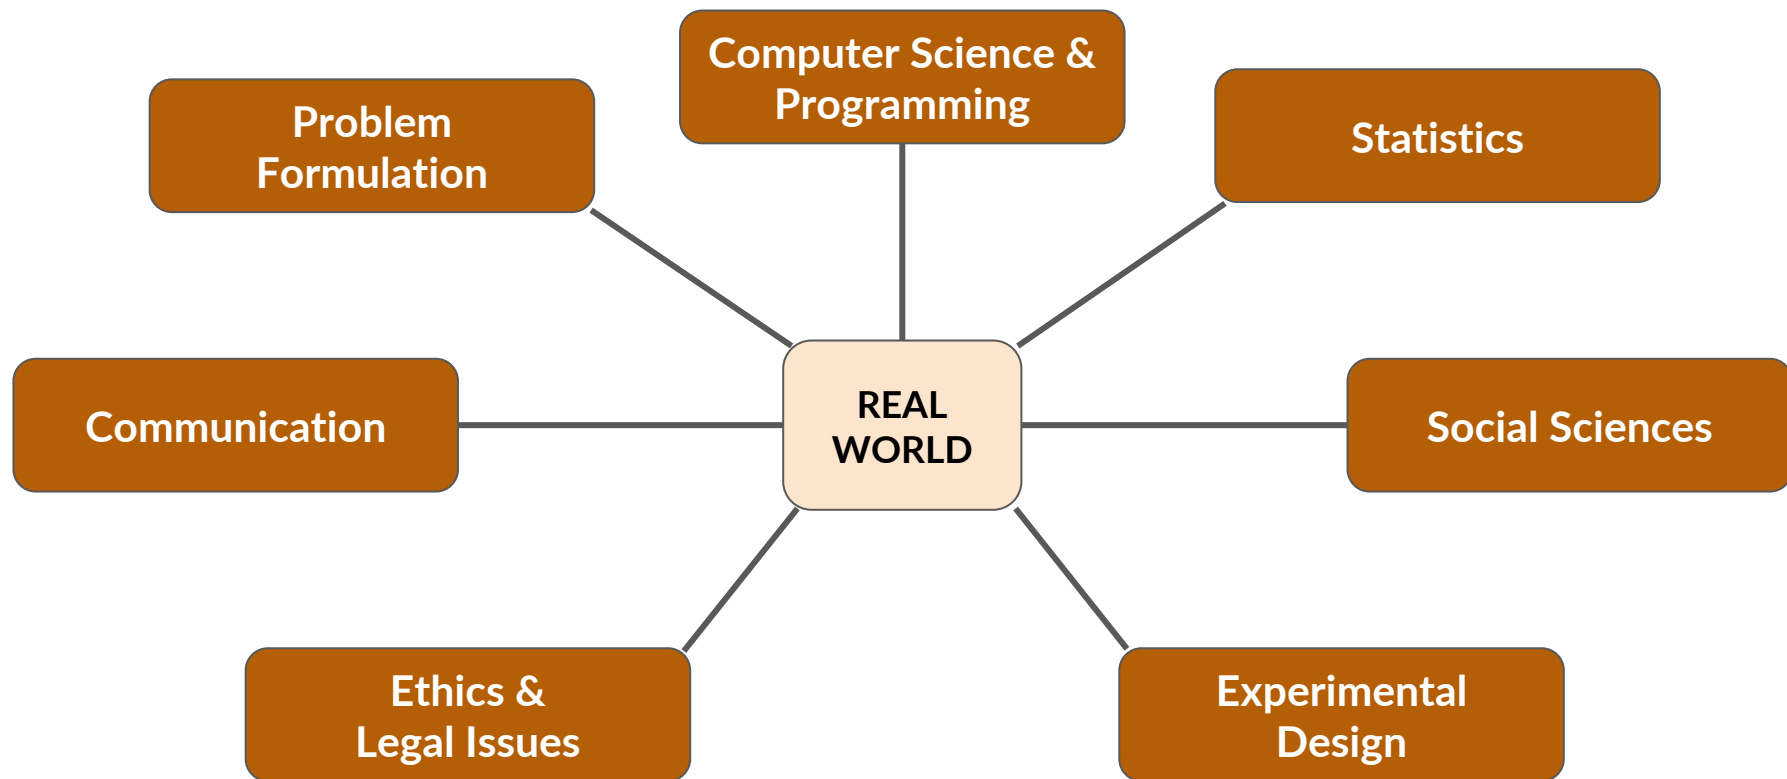 Computer Science &
Programming
Problem
Formulation
Statistics
REAL
WORLD
Communication
Social Sciences
Ethics &
Legal Issues
Experimental
Design